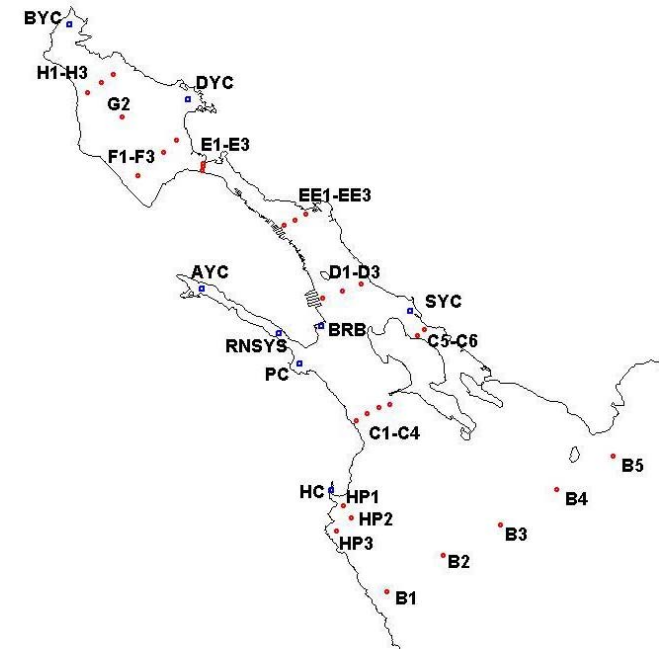 BYC
H1-H3
DYC
G2
E1-E3
F1-F3
EE1-EE3
AYC
D1-D3
SYC
BRB
RNSYS
C5-C6
PC
C1-C4
B5
HC
HP1
B4
HP2
B3
HP3
B2
B1